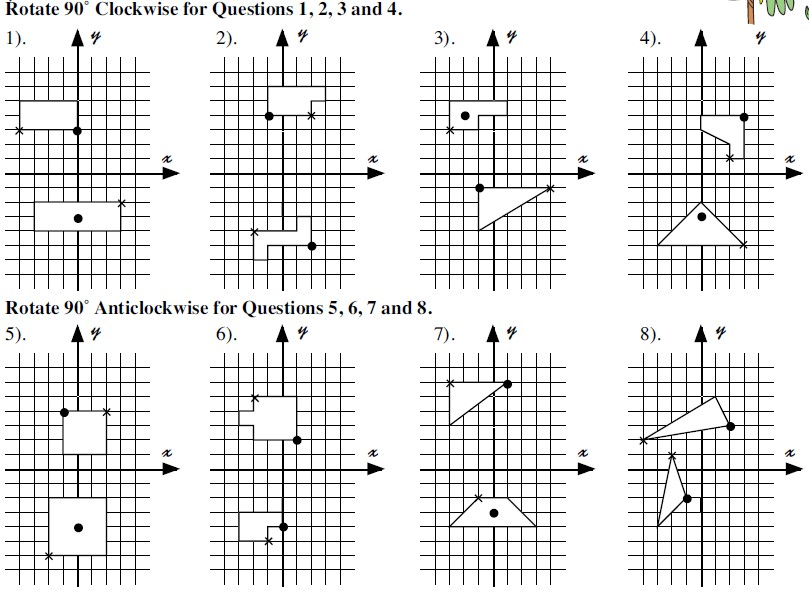 Rotate 90° Clockwise for Questions 1, 2, 3 and 4.
1). y 2). y 3). y 4). y
x x x x
Rotate 90° Anticlockwise for Questions 5, 6, 7 and 8.
5). y 6). y 7). y 8). y
x x x x